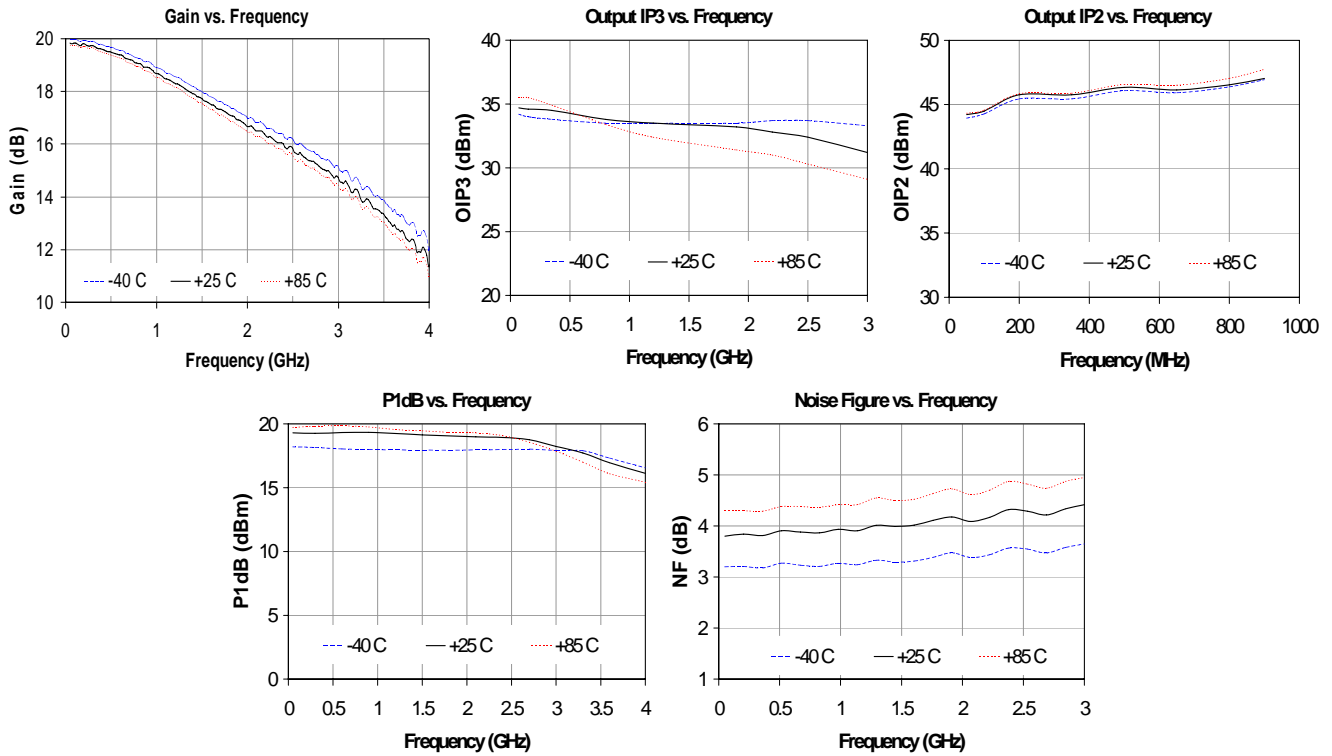 Gain vs. Frequency
Gain (dB)
20
18
16
14
12
10
-40 C +25 C +85 C
0 1 2 3 4
Frequency (GHz)
Output IP3 vs. Frequency
OIP3 (dBm)
40
35
30
25
20
-40 C +25 C +85 C
0 0.5 1 1.5 2 2.5 3
Frequency (GHz)
Output IP2 vs. Frequency
OIP2 (dBm)
50
45
40
35
30
-40 C +25 C +85 C
0 200 400 600 800 1000
Frequency (MHz)
P1dB vs. Frequency
P1dB (dBm)
20
15
10
5
0
-40 C +25 C +85 C
0 0.5 1 1.5 2 2.5 3 3.5 4
Frequency (GHz)
Noise Figure vs. Frequency
NF (dB)
6
5
4
3
2
1
-40 C +25 C +85 C
0 0.5 1 1.5 2 2.5 3
Frequency (GHz)